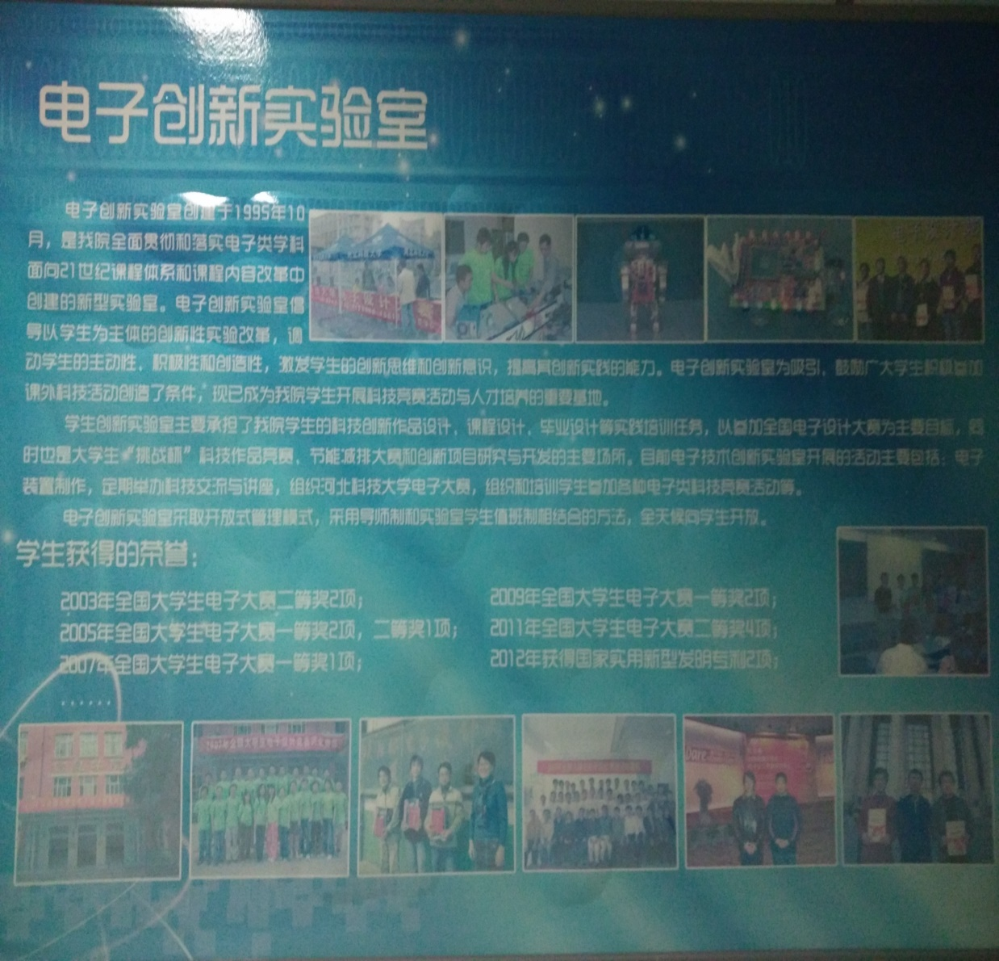 电子创新实验室
电子创新实验室创建于1995年10
月，是我院全面贯彻和落实电子类学科
面向21世纪课程体系和课程内容改革中
创建的新型实验室。电子创新实验室倡
导以学生为主体的创新性实验改革，调
动学生的主动性、积极性和创造性，激发学生的创新思维和创新意识，提高其创新实践的能力。电子创新实验室为吸引、鼓励广大学生积极参加
课外科技活动创造了条件，现已成为我院学生开展科技竞赛活动与人才培养的重要基地。
学生创新实验室主要承担了我院学生的科技创新作品设计、课程设计、毕业设计等实践培训任务，以参加全国电子设计大赛为主要目标，同
时也是大学生“挑战杯”科技作品竞赛、节能减排大赛和创新项目研究与开发的主要场所。目前电子技术创新实验室开展的活动主要包括：电子
装置制作，定期举办科技交流与讲座，组织河北科技大学电子大赛，组织和培训学生参加各种电子类科技竞赛活动等。
电子创新实验室采取开放式管理模式，采用导师制和实验室学生值班制相结合的方法，全天候向学生开放。
学生获得的荣誉：
2003年全国大学生电子大赛二等奖2项；
2005年全国大学生电子大赛一等奖2项，二等奖1项；
2007年全国大学生电子大赛一等奖1项；
······
2009年全国大学生电子大赛一等奖2项；
2011年全国大学生电子大赛二等奖4项；
2012年获得国家实用新型发明专利2项；